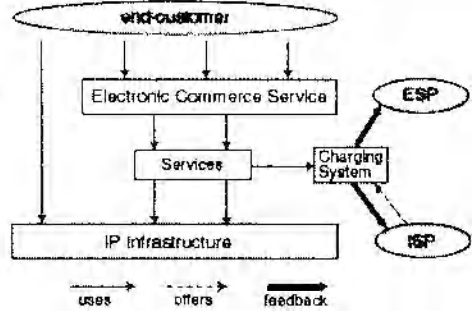 end-customer
Electronic Commerce Service
ESP
Services
Charging
System
IP Infrastructure
ISP
uses
offers
feedback